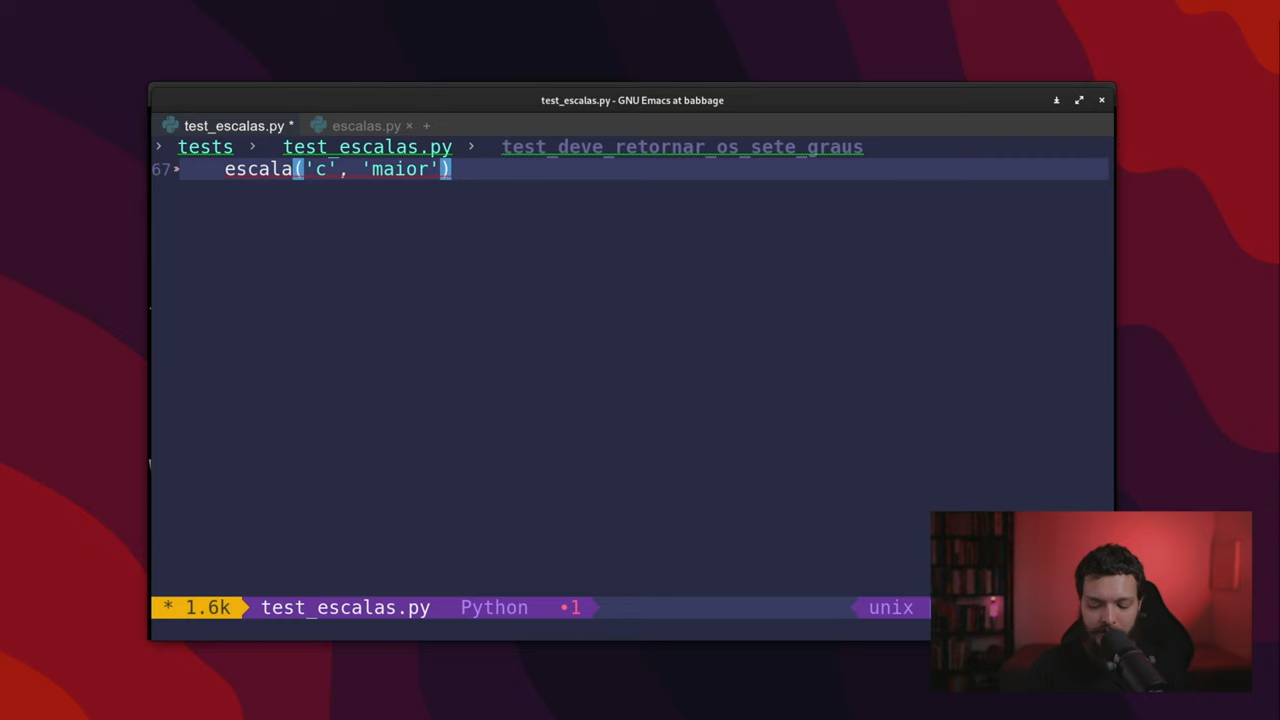 test_escalas.py - GNU Emacs at babbage
test_escalas.py * escalas.py × +
› tests › test_escalas.py › test_deve_retornar_os_sete_graus
67» escala('c', 'maior')
* 1.6k test_escalas.py Python •1 unix